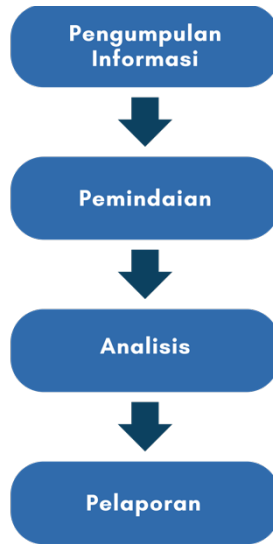 Pengumpulan
Informasi
Pemindaian
Analisis
Pelaporan